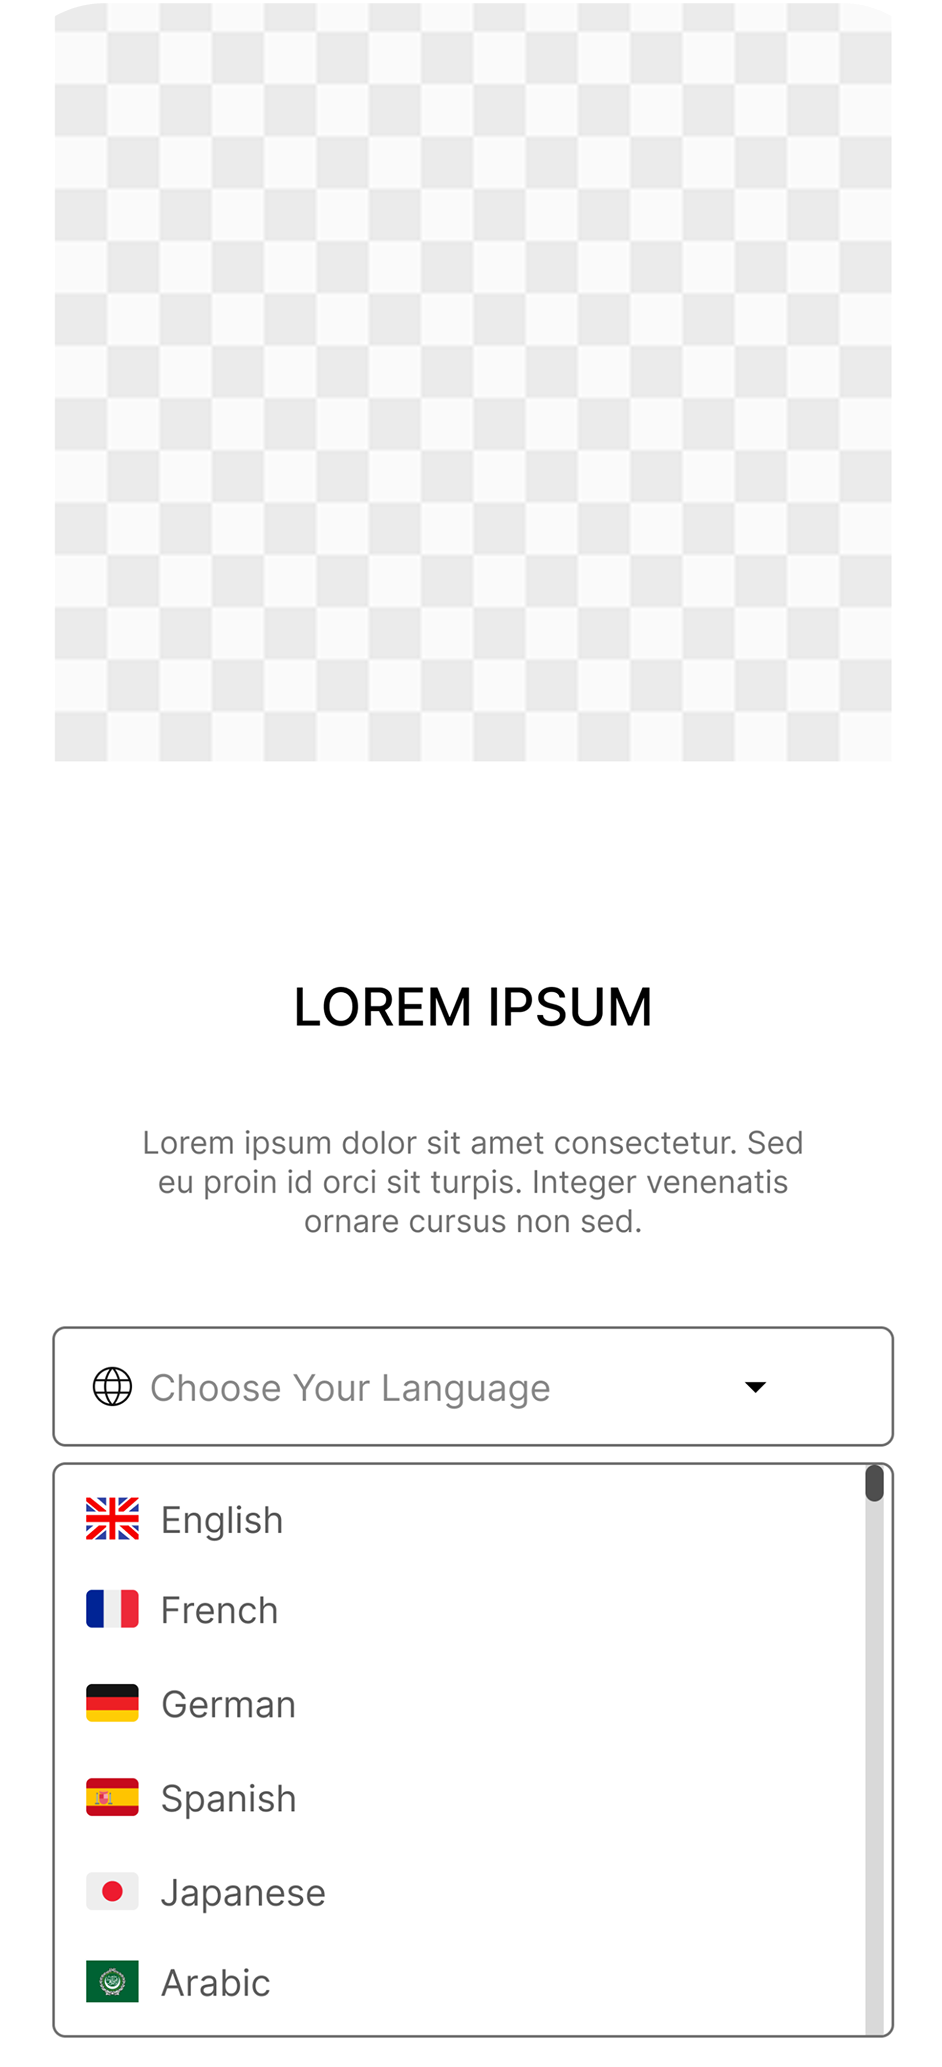 LOREM IPSUM
Lorem ipsum dolor sit amet consectetur. Sed
eu proin id orci sit turpis. Integer venenatis
ornare cursus non sed.
Choose Your Language
English
French
German
Spanish
Japanese
Arabic